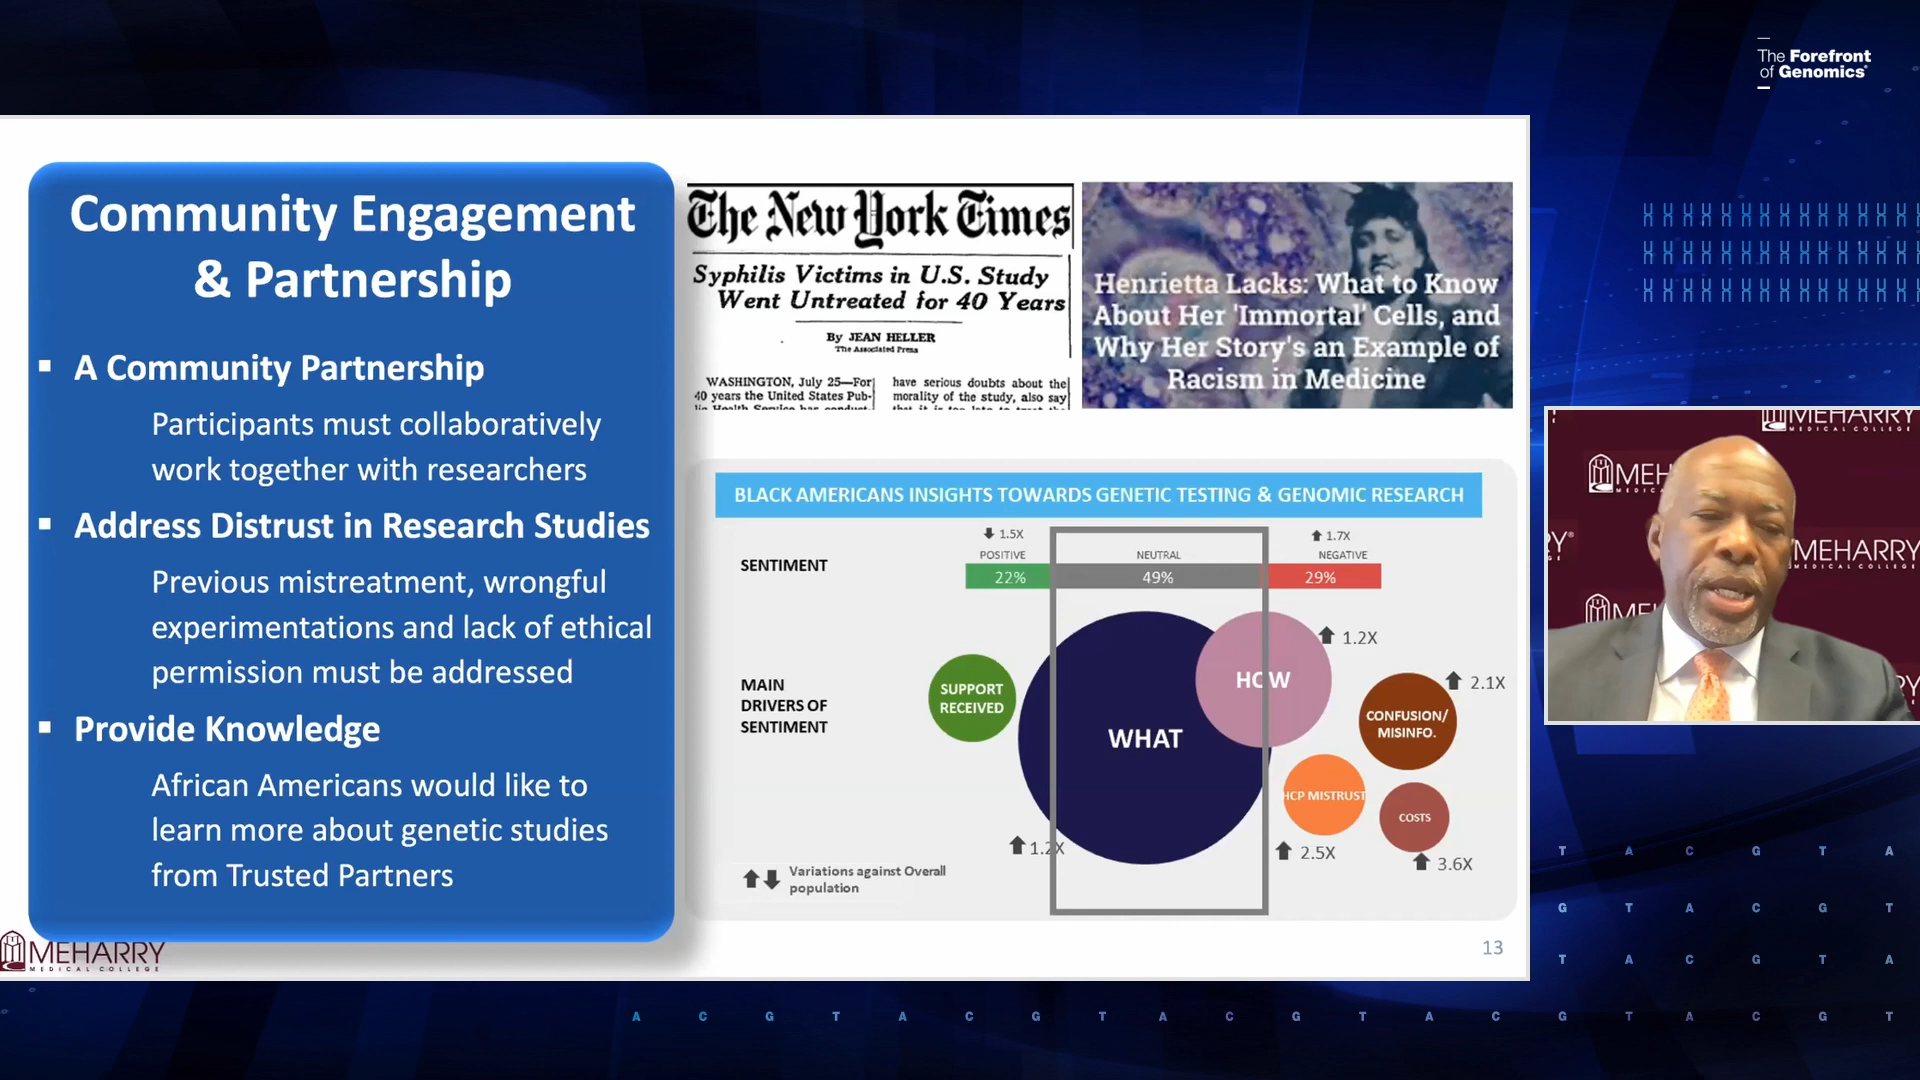 The Forefront
of Genomics®
Community Engagement
& Partnership
▪ A Community Partnership
Participants must collaboratively
work together with researchers
▪ Address Distrust in Research Studies
Previous mistreatment, wrongful
experimentations and lack of ethical
permission must be addressed
▪ Provide Knowledge
African Americans would like to
learn more about genetic studies
from Trusted Partners
MEHARRY
MEDICAL COLLEGE
The New York Times
Syphilis Victims in U.S. Study
Went Untreated for 40 Years
By JEAN HELLER
The Associated Press
WASHINGTON, July 25—For
40 years the United States Pub-
have serious doubts about the
morality of the study, also say
Henrietta Lacks: What to Know
About Her 'Immortal' Cells, and
Why Her Story's an Example of
Racism in Medicine
BLACK AMERICANS INSIGHTS TOWARDS GENETIC TESTING & GENOMIC RESEARCH
1.5X
1.7X
POSITIVE
NEUTRAL
NEGATIVE
SENTIMENT
22%
49%
29%
MAIN
DRIVERS OF
SENTIMENT
SUPPORT
RECEIVED
WHAT
HOW
1.2X
2.1X
CONFUSION/
MISINFO.
HCP MISTRUST
COSTS
1.2X
2.5X
3.6X
Variations against Overall
population
13
MEHARRY
MEDICAL COLLEGE
MEH
MEHARRY
MEDICAL COLLEGE
T A C G T A
G T A C G T
T A C G T A
A C G T A C G T A C G T A C G T A C G T